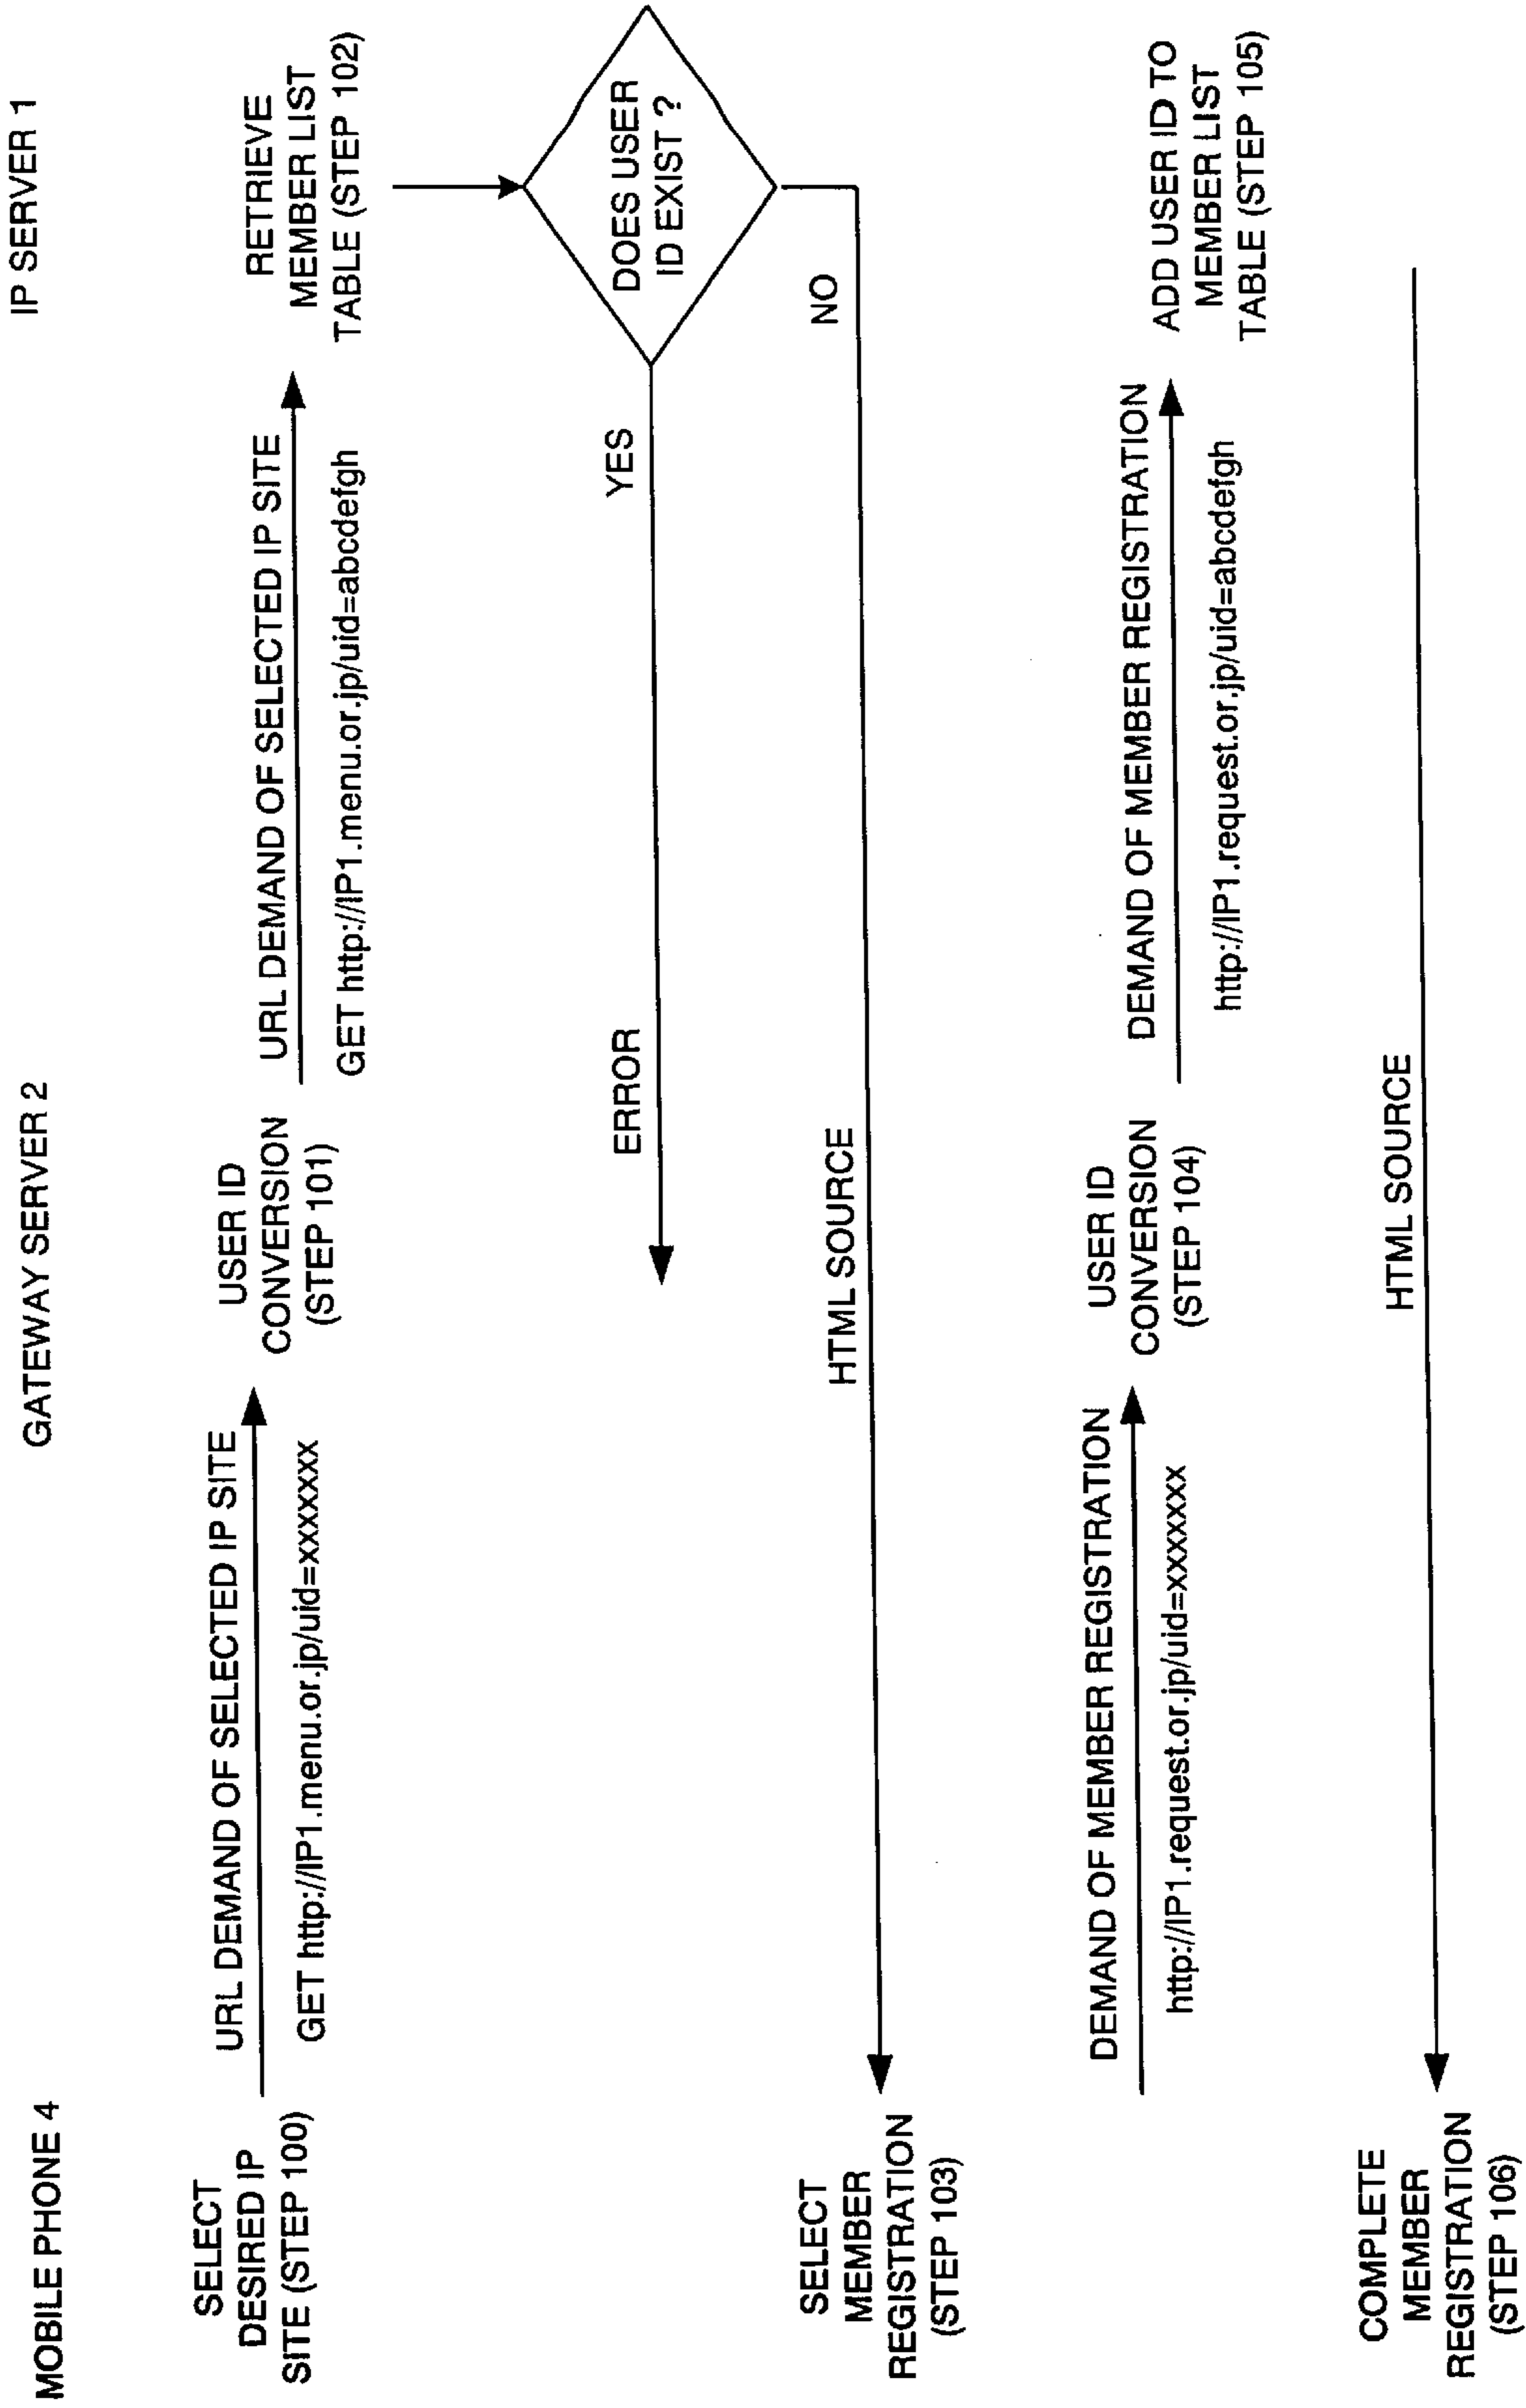 MOBILE PHONE 4
GATEWAY SERVER 2
IP SERVER 1
SELECT
DESIRED IP
SITE (STEP 100)
URL DEMAND OF SELECTED IP SITE
GET http://IP1.menu.or.jp/uid=xxxxxxx
USER ID
CONVERSION
(STEP 101)
URL DEMAND OF SELECTED IP SITE
GET http://IP1.menu.or.jp/uid=abcdefgh
RETRIEVE
MEMBER LIST
TABLE (STEP 102)
DOES USER
ID EXIST ?
YES
ERROR
NO
HTML SOURCE
SELECT
MEMBER
REGISTRATION
(STEP 103)
DEMAND OF MEMBER REGISTRATION
http://IP1.request.or.jp/uid=xxxxxxx
USER ID
CONVERSION
(STEP 104)
DEMAND OF MEMBER REGISTRATION
http://IP1.request.or.jp/uid=abcdefgh
ADD USER ID TO
MEMBER LIST
TABLE (STEP 105)
HTML SOURCE
COMPLETE
MEMBER
REGISTRATION
(STEP 106)